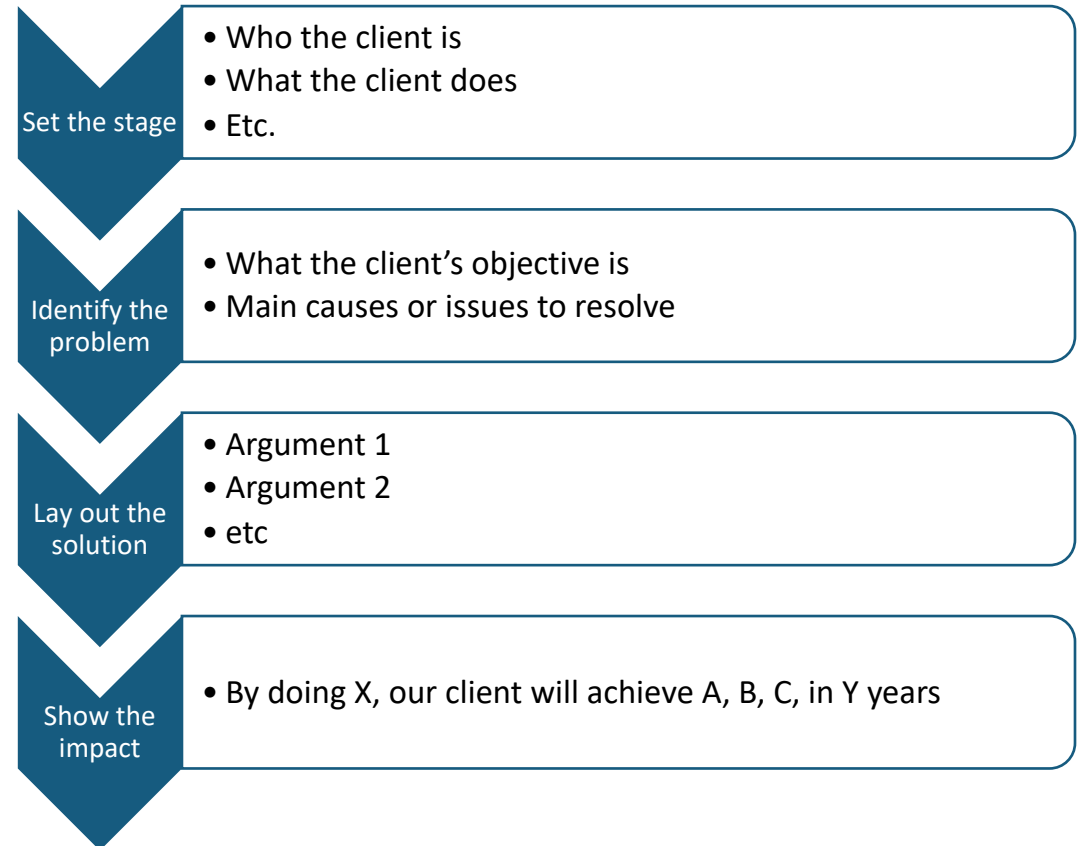 Set the stage
• Who the client is
• What the client does
• Etc.
Identify the
problem
• What the client’s objective is
• Main causes or issues to resolve
Lay out the
solution
• Argument 1
• Argument 2
• etc
Show the
impact
• By doing X, our client will achieve A, B, C, in Y years